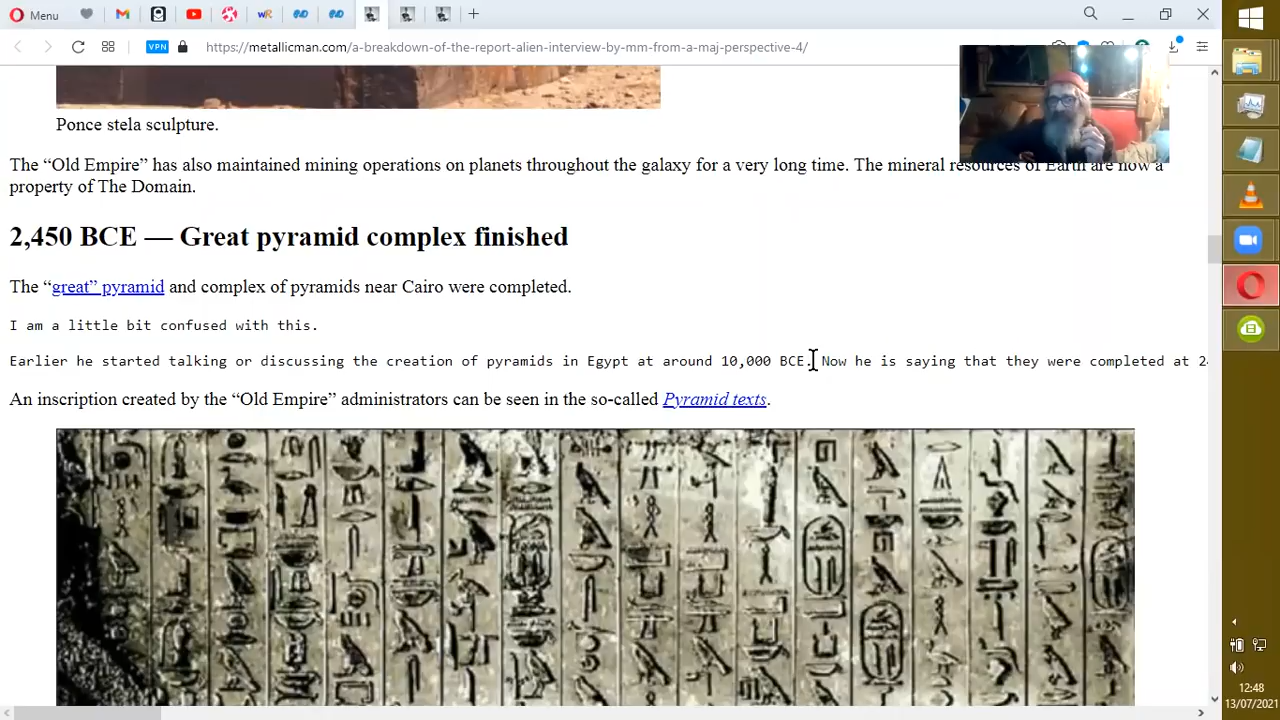 Menu
VPN
https://metallicman.com/a-breakdown-of-the-report-alien-interview-by-mm-from-a-maj-perspective-4/
Ponce stela sculpture.
The “Old Empire” has also maintained mining operations on planets throughout the galaxy for a very long time. The mineral resources of Earth are now a
property of The Domain.
2,450 BCE — Great pyramid complex finished
The “great” pyramid and complex of pyramids near Cairo were completed.
I am a little bit confused with this.
Earlier he started talking or discussing the creation of pyramids in Egypt at around 10,000 BCE. Now he is saying that they were completed at 24
An inscription created by the “Old Empire” administrators can be seen in the so-called Pyramid texts.
12:48
13/07/2021